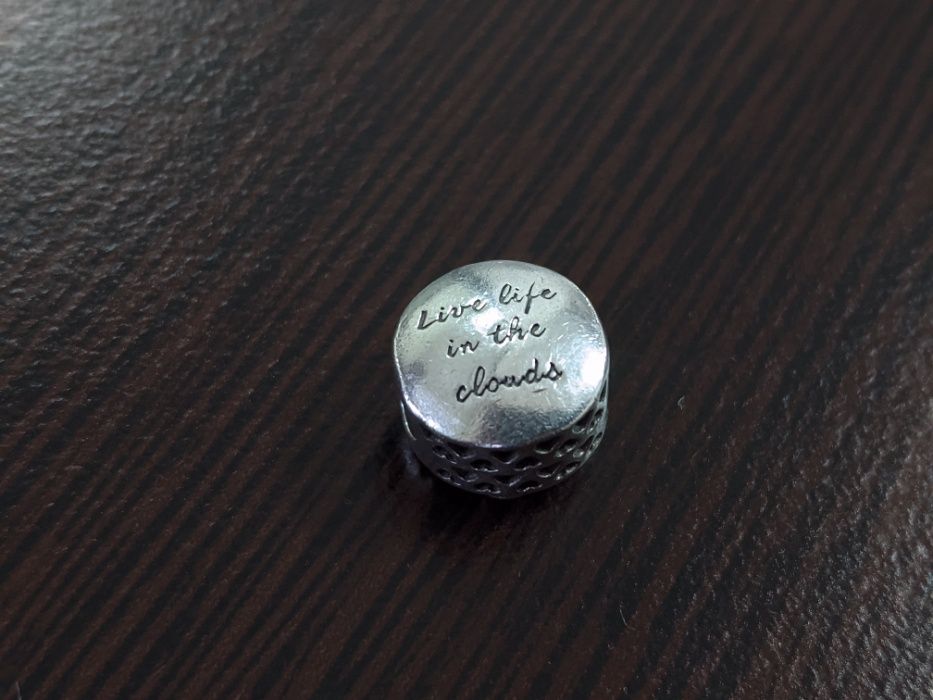 Live life
in the
clouds